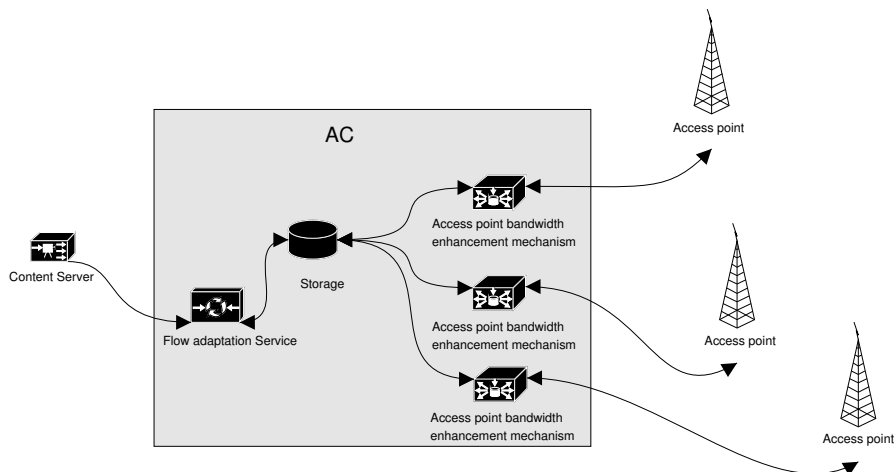 Access point
AC
Access point bandwidth
enhancement mechanism
Content Server
Storage
Access point bandwidth
enhancement mechanism
Flow adaptation Service
Access point
Access point bandwidth
enhancement mechanism
Access point